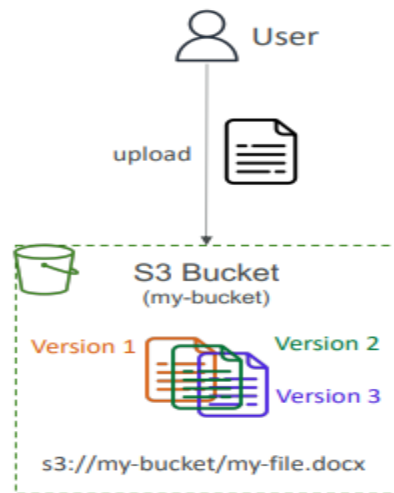 User
upload
S3 Bucket
(my-bucket)
Version 1
Version 2
Version 3
s3://my-bucket/my-file.docx